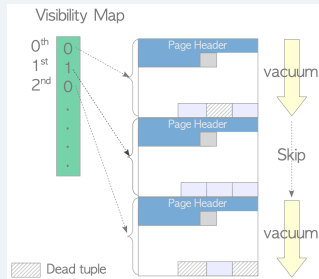 Visibility Map
0th 0
1st 1
2nd 0
Page Header
vacuum
Page Header
Skip
Page Header
vacuum
Dead tuple